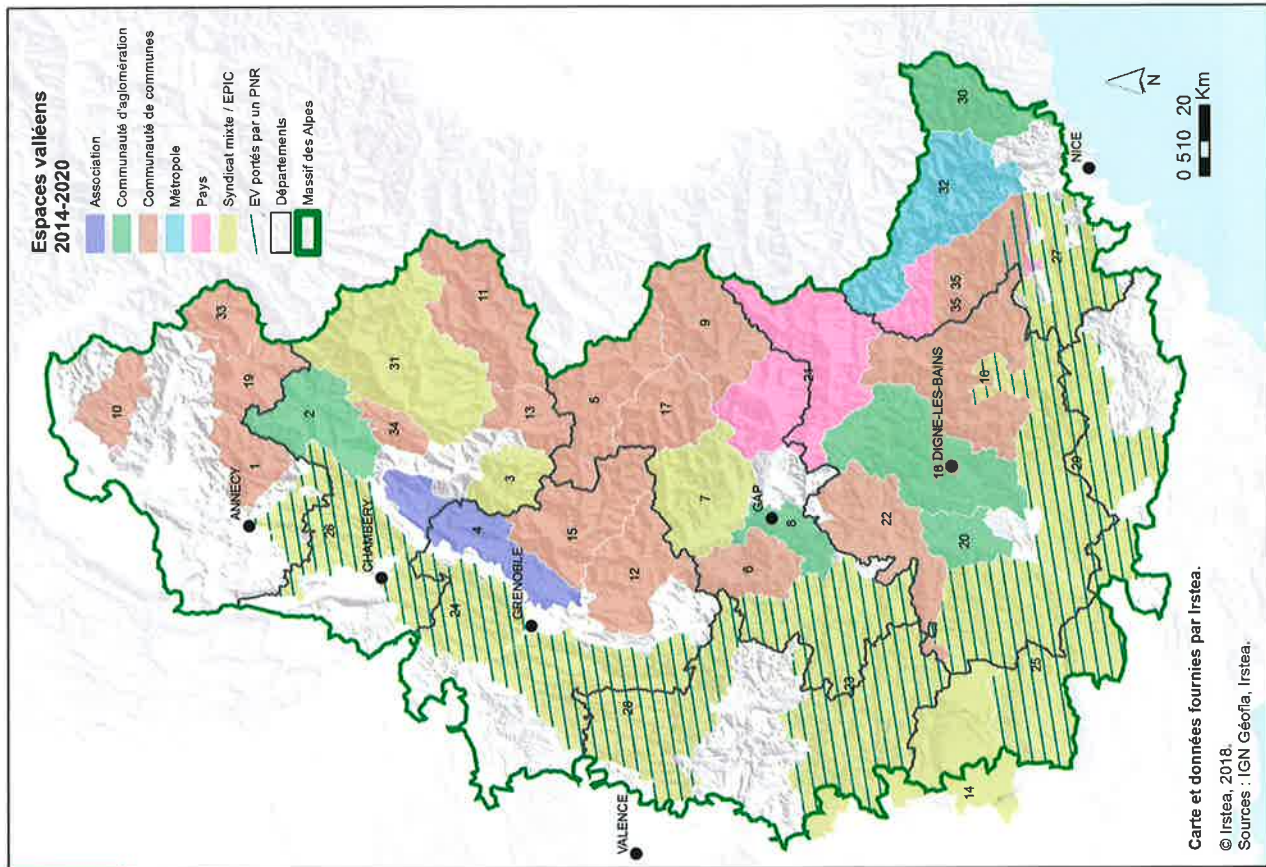 Espaces valléens
2014-2020
Association
Communauté d'aglomération
Communauté de communes
Métropole
Pays
Syndicat mixte / EPIC
EV portés par un PNR
Départements
Massif des Alpes
10
33
1
19
ANNECY
11
2
31
26
34
CHAMBÉRY
13
3
4
5
24
GRENOBLE
15
17
9
12
7
28
VALENCE
GAP
8
6
21
22
23
18 DIGNE-LES-BAINS
20
16
35
35
32
30
14
25
29
27
NICE
N
0 510 20
Km
Carte et données fournies par Irstea.
© Irstea, 2018.
Sources : IGN Géofla, Irstea.